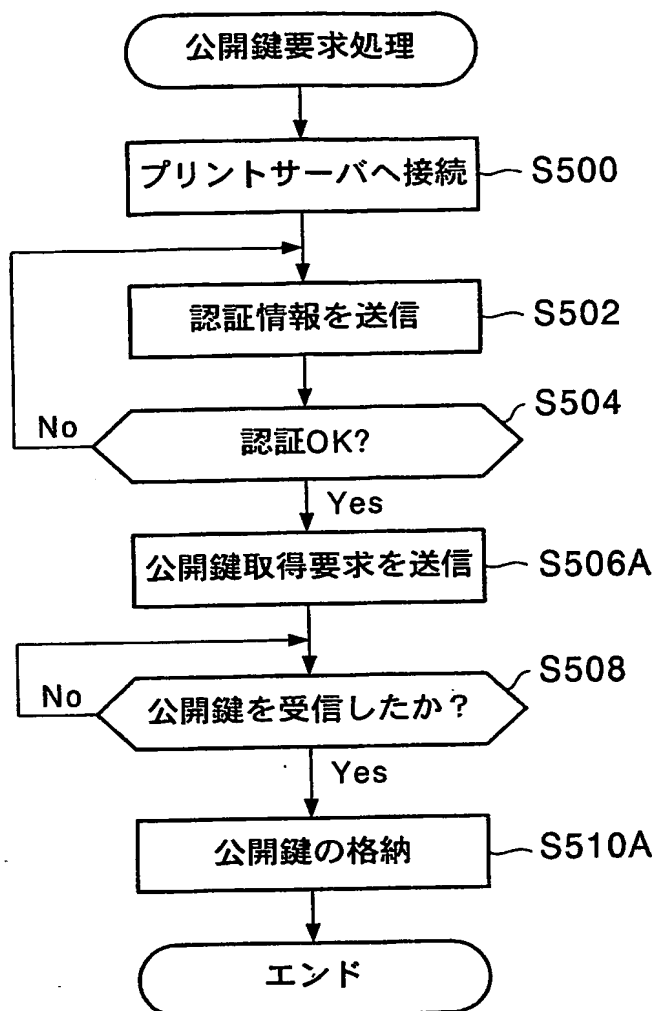 公開鍵要求処理
プリントサーバへ接続
S500
認証情報を送信
S502
S504
No
認証OK?
Yes
公開鍵取得要求を送信
S506A
S508
No
公開鍵を受信したか？
Yes
公開鍵の格納
S510A
エンド